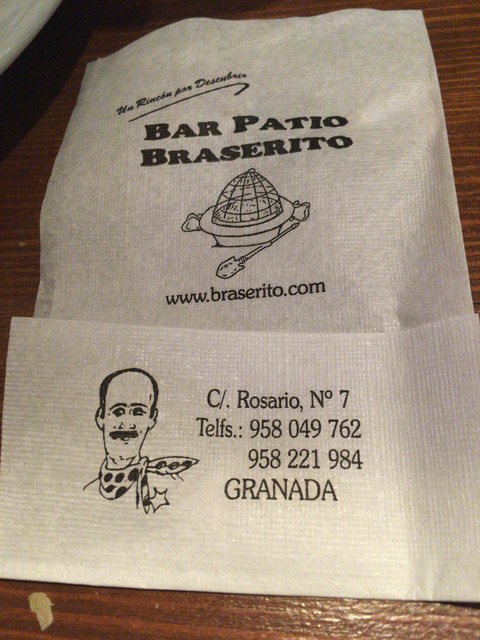 Un Rincón por Descubrir
BAR PATIO
BRASERITO
www.braserito.com
C/. Rosario, Nº 7
Telfs.: 958 049 762
958 221 984
GRANADA